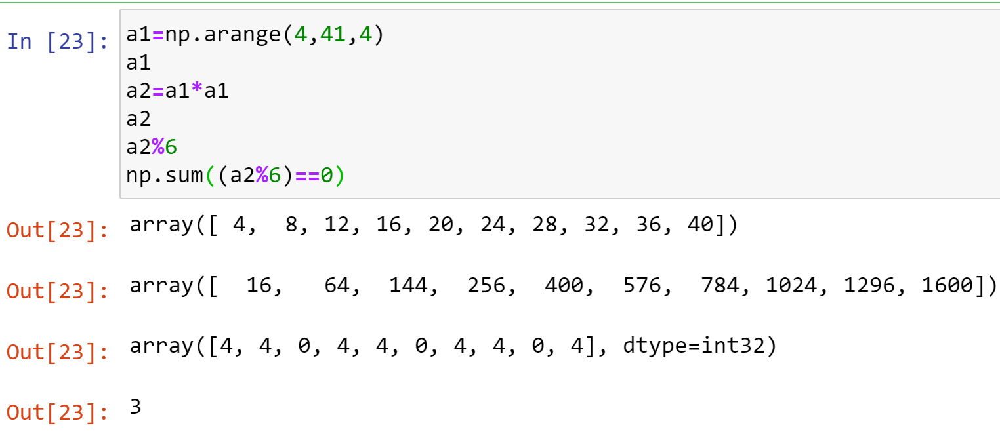 In [23]: a1=np.arange(4,41,4)
a1
a2=a1*a1
a2
a2%6
np.sum((a2%6)==0)
Out[23]: array([ 4,  8, 12, 16, 20, 24, 28, 32, 36, 40])
Out[23]: array([  16,   64,  144,  256,  400,  576,  784, 1024, 1296, 1600])
Out[23]: array([4, 4, 0, 4, 4, 0, 4, 4, 0, 4], dtype=int32)
Out[23]: 3